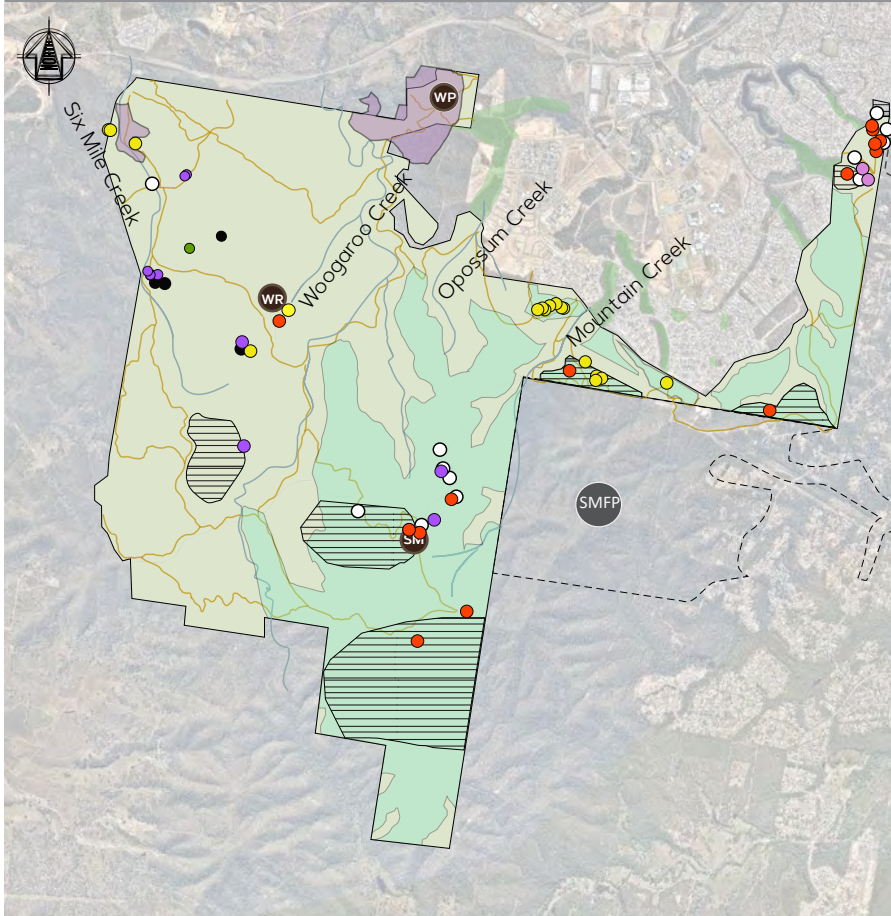 WP
Six Mile Creek
Woogaroo Creek
Opossum Creek
WR
Mountain Creek
SMFP
SM